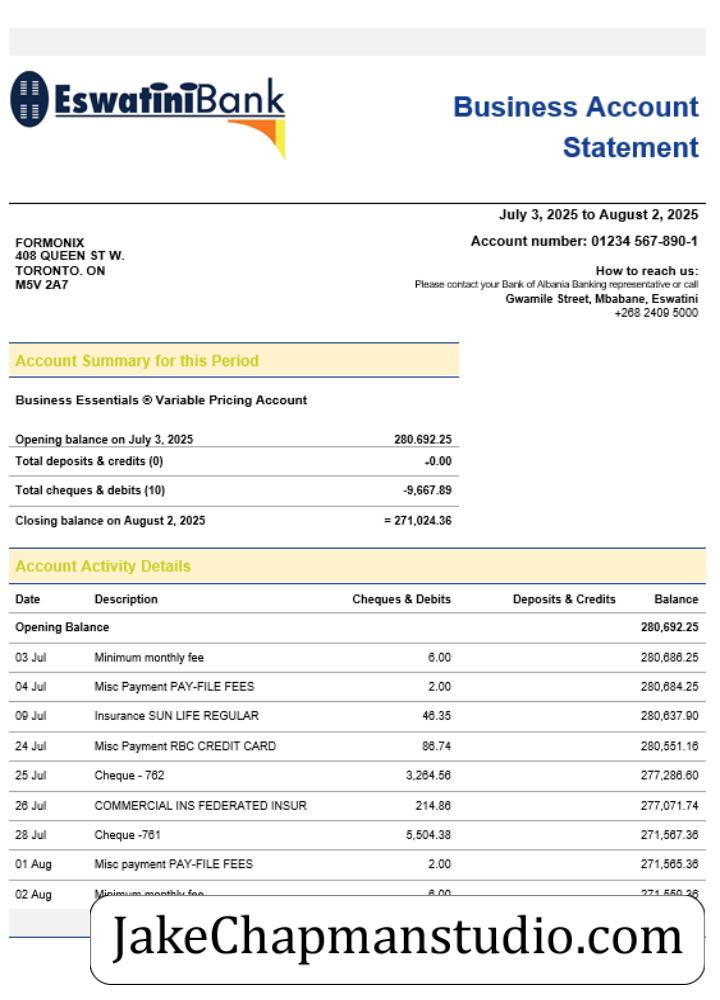 EswatiniBank
Business Account
Statement
July 3, 2025 to August 2, 2025
Account number: 01234 567-890-1
FORMONIX
408 QUEEN ST W.
TORONTO. ON
M5V 2A7
How to reach us:
Please contact your Bank of Albania Banking representative or call
Gwamile Street, Mbabane, Eswatini
+268 2409 5000
Account Summary for this Period
Business Essentials ® Variable Pricing Account
Opening balance on July 3, 2025 280.692.25
Total deposits & credits (0) +0.00
Total cheques & debits (10) -9,667.89
Closing balance on August 2, 2025 = 271,024.36
Account Activity Details
Date Description Cheques & Debits Deposits & Credits Balance
Opening Balance 280,692.25
03 Jul Minimum monthly fee 6.00 280,686.25
04 Jul Misc Payment PAY-FILE FEES 2.00 280,684.25
09 Jul Insurance SUN LIFE REGULAR 46.35 280,637.90
24 Jul Misc Payment RBC CREDIT CARD 86.74 280,551.16
25 Jul Cheque - 762 3,264.56 277,286.60
26 Jul COMMERCIAL INS FEDERATED INSUR 214.86 277,071.74
28 Jul Cheque -761 5,504.38 271,567.36
01 Aug Misc payment PAY-FILE FEES 2.00 271,565.36
02 Aug Minimum monthly fee 6.00 271,559.36
JakeChapmanstudio.com